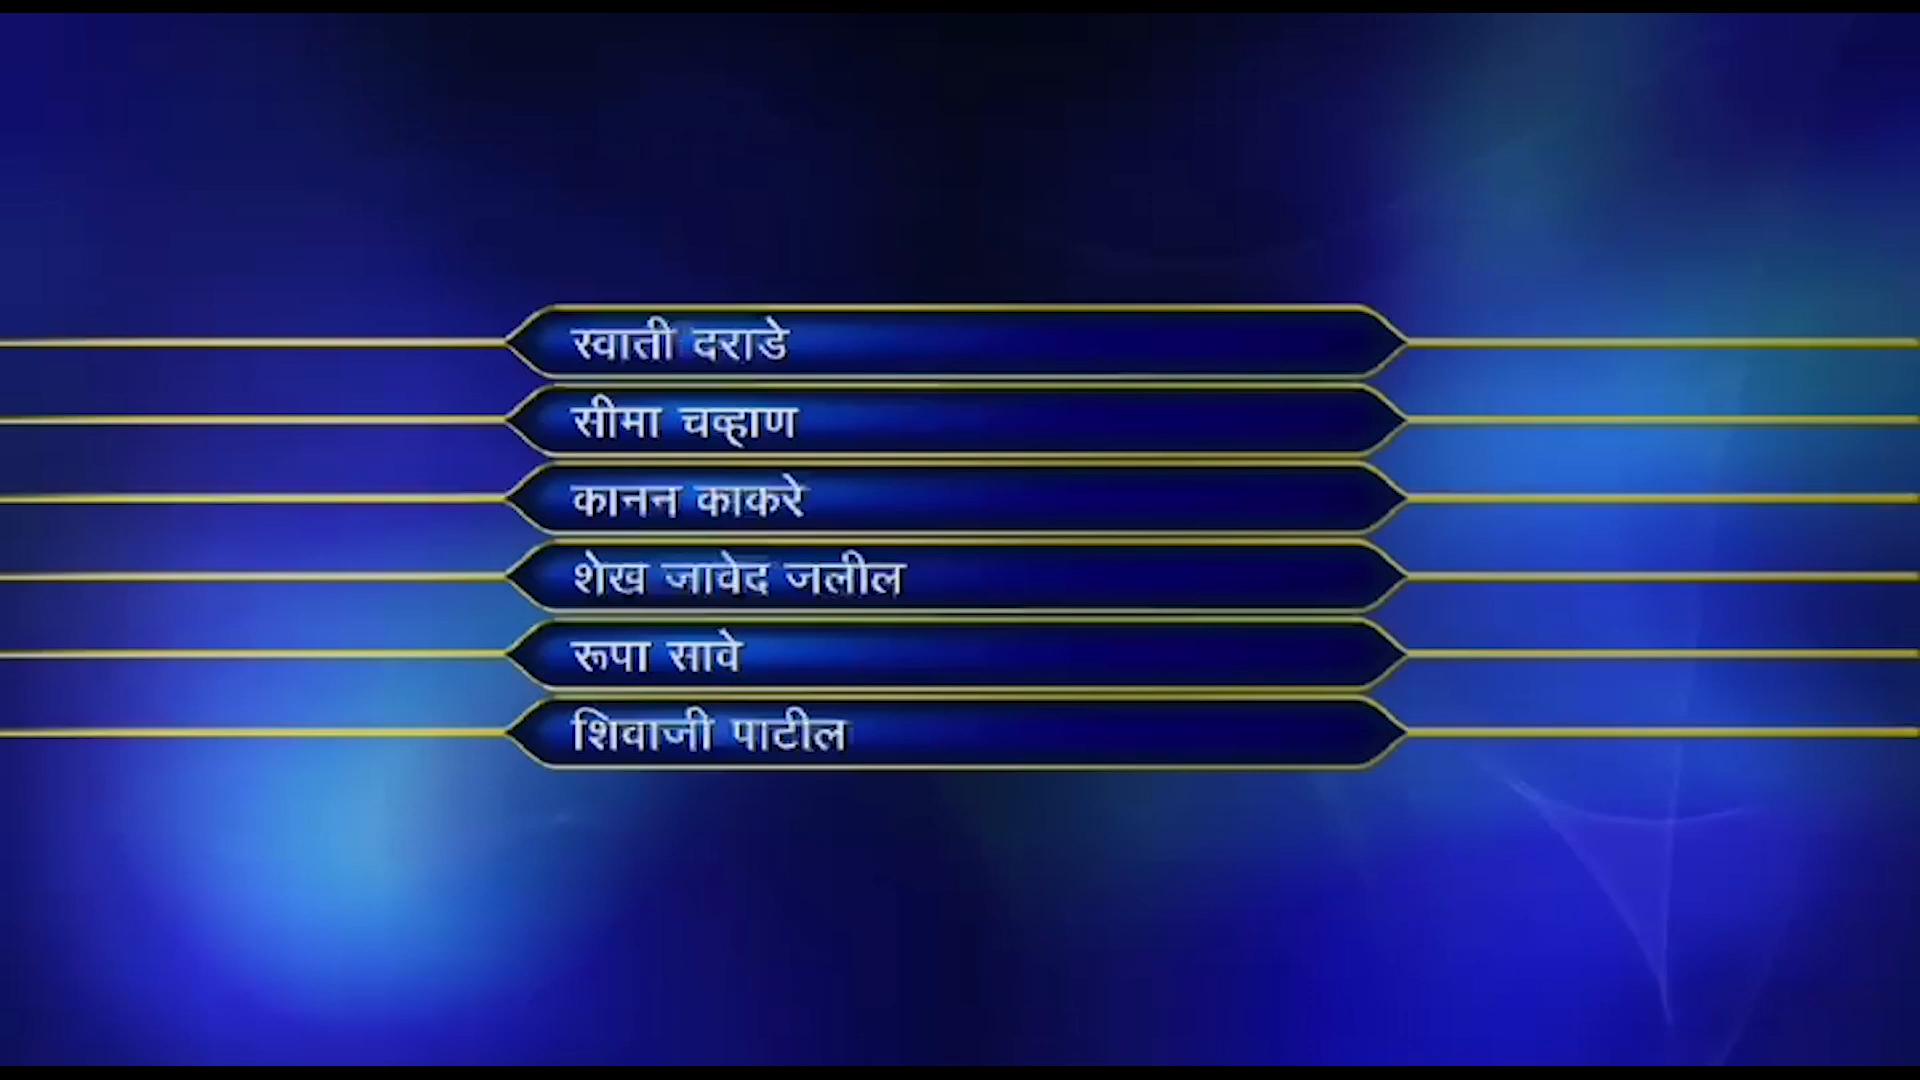 स्वाती दराडे
सीमा चव्हाण
कानन काकरे
शेख जावेद जलील
रूपा सावे
शिवाजी पाटील